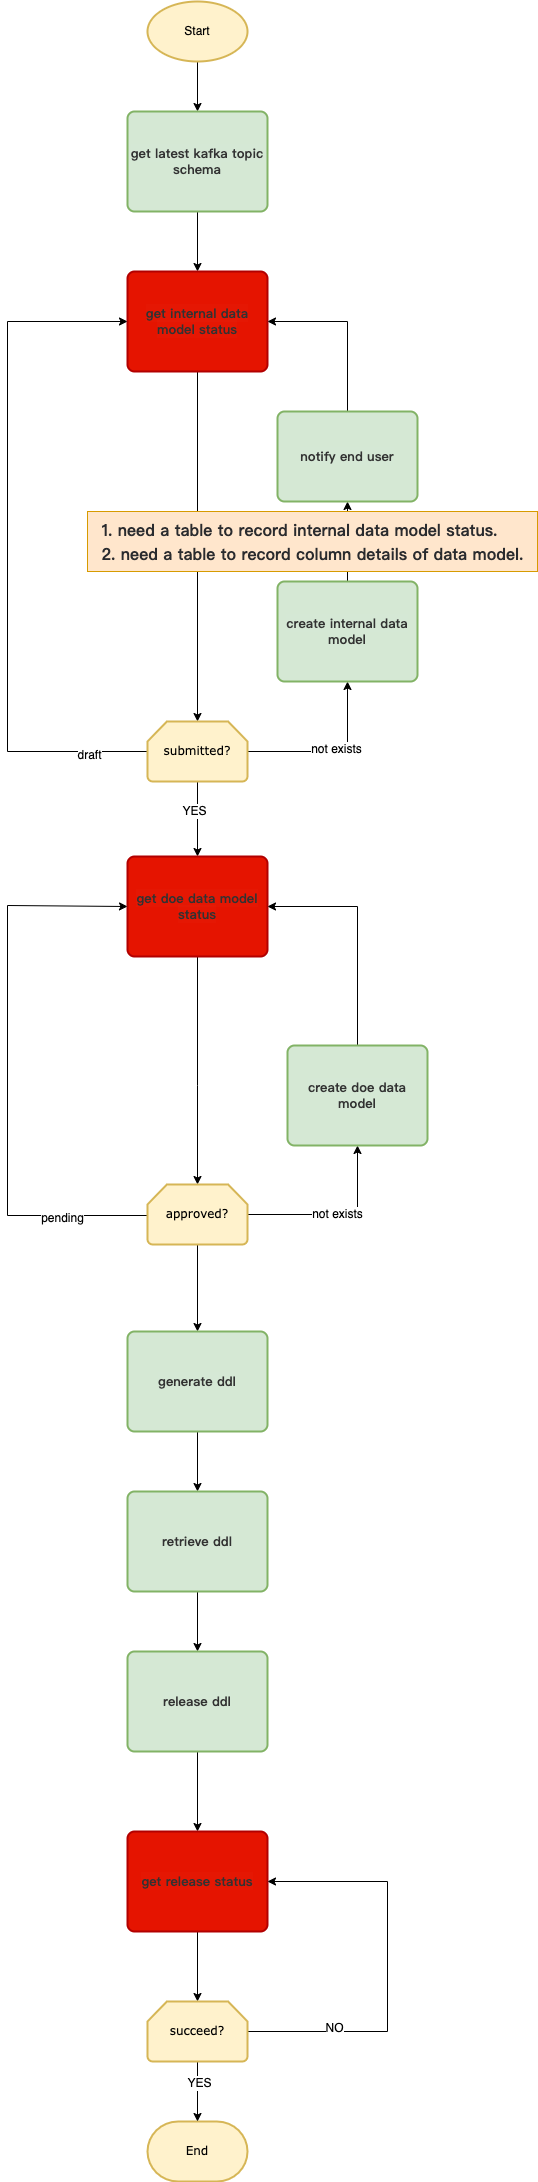 Start
get latest kafka topic
schema
get internal data
model status
notify end user
1. need a table to record internal data model status.
2. need a table to record column details of data model.
create internal data
model
submitted?
not exists
draft
YES
get doe data model
status
create doe data
model
approved?
not exists
pending
generate ddl
retrieve ddl
release ddl
get release status
succeed?
NO
YES
End